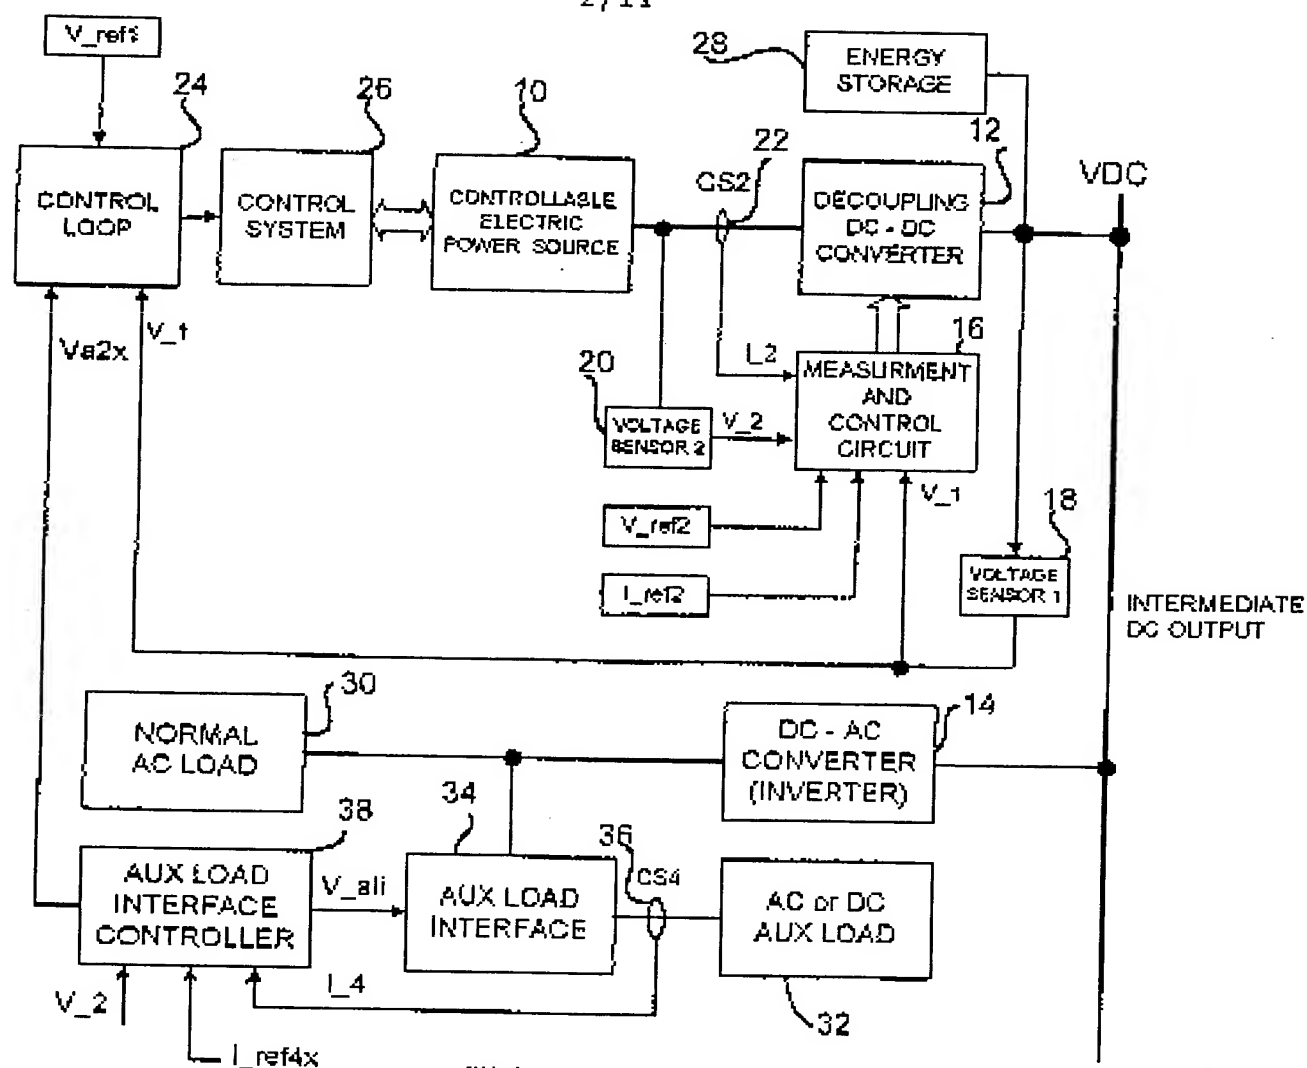 2/11
V_ref1
24
26
10
28
ENERGY
STORAGE
22
12
VDC
CONTROL
LOOP
CONTROL
SYSTEM
CONTROLLABLE
ELECTRIC
POWER SOURCE
CS2
DECOUPLING
DC - DC
CONVERTER
Va2x
V_1
20
I_2
16
MEASURMENT
AND
CONTROL
CIRCUIT
VOLTAGE
SENSOR 2
V_2
V_1
18
V_ref2
I_ref2
VOLTAGE
SENSOR 1
INTERMEDIATE
DC OUTPUT
30
NORMAL
AC LOAD
14
DC - AC
CONVERTER
(INVERTER)
38
34
36
AUX LOAD
INTERFACE
CONTROLLER
V_ali
AUX LOAD
INTERFACE
CS4
AC or DC
AUX LOAD
V_2
I_4
I_ref4x
32